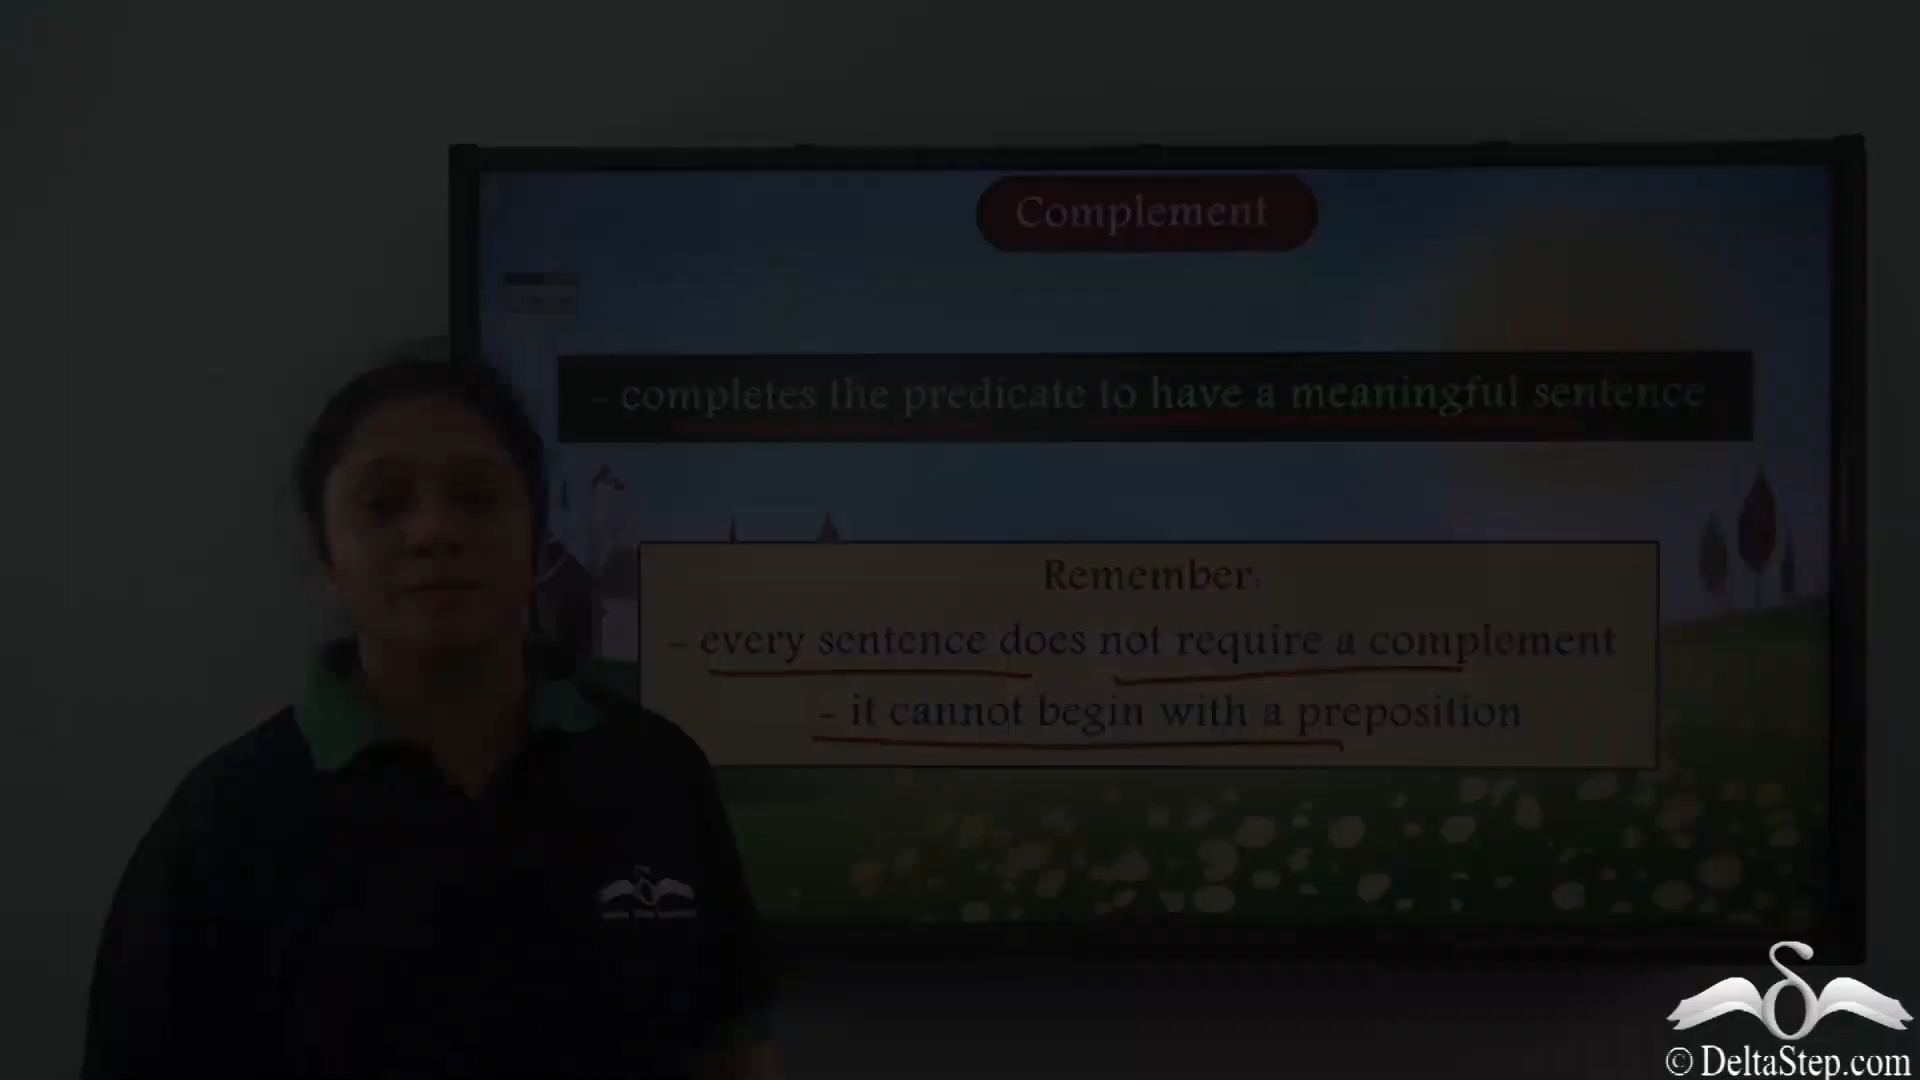 Complement
- completes the predicate to have a meaningful sentence
Remember:
- every sentence does not require a complement
- it cannot begin with a preposition
© DeltaStep.com